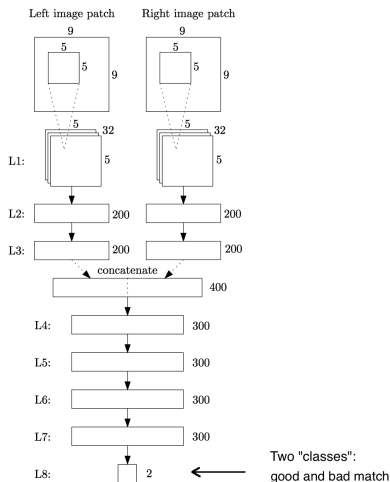 Left image patch Right image patch
9 9
5 5
5 9 5 9
5 32 5 32
L1: 5 5
L2: 200 200
L3: 200 200
concatenate
400
L4: 300
L5: 300
L6: 300
L7: 300
Two "classes":
L8: 2 good and bad match